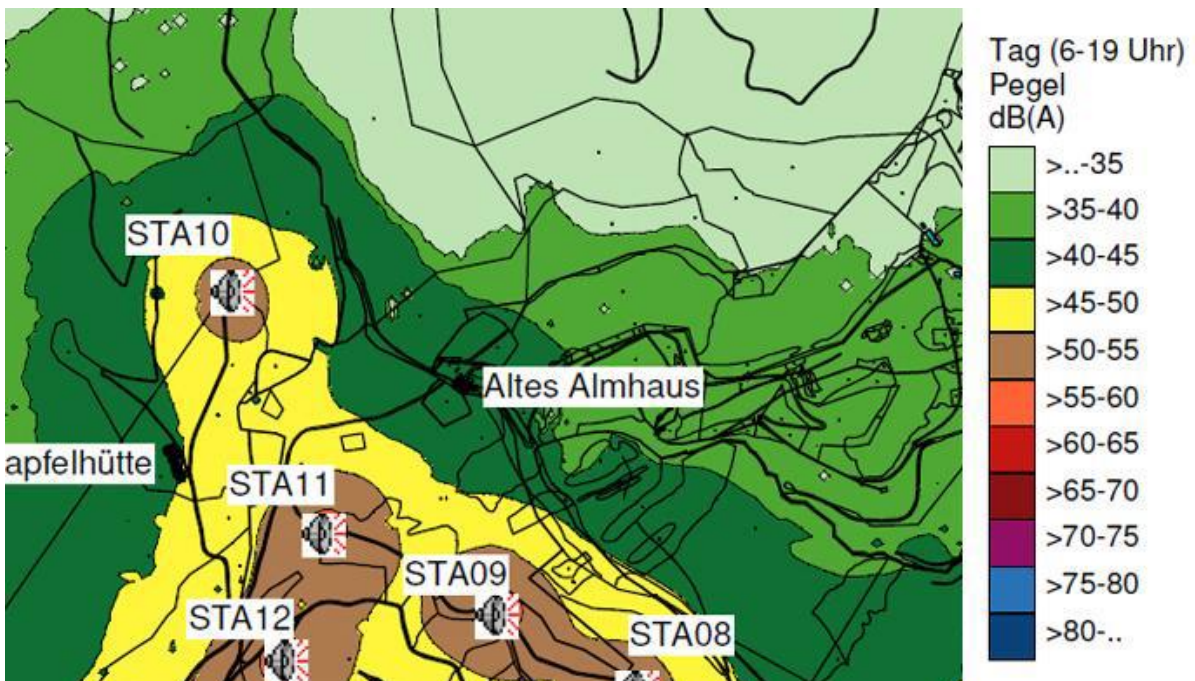 STA10
Altes Almhaus
apfelhütte
STA11
STA09
STA12
STA08
Tag (6-19 Uhr)
Pegel
dB(A)
>..-35
>35-40
>40-45
>45-50
>50-55
>55-60
>60-65
>65-70
>70-75
>75-80
>80-..